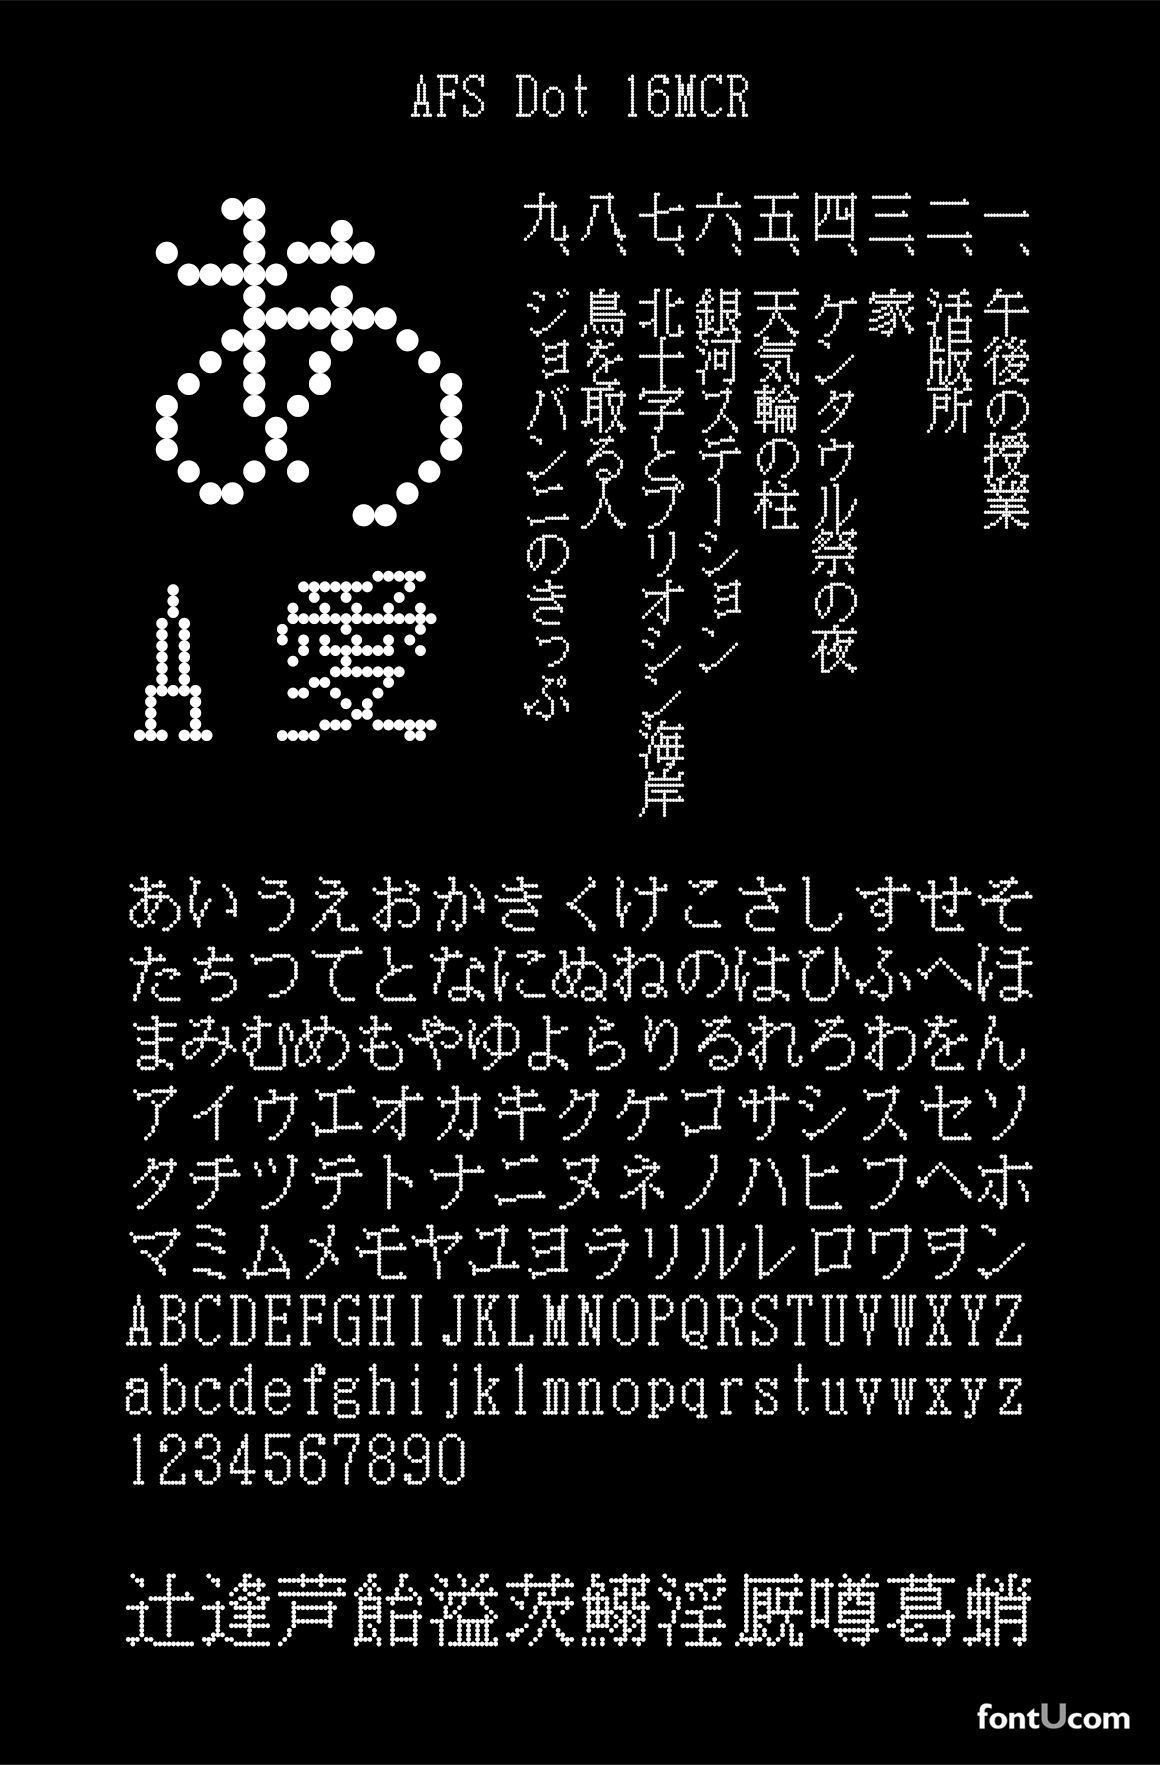 AFS Dot 16MCR
あ
A
愛
一、午後の授業
二、活版所
三、家
四、ケンタウル祭の夜
五、天気輪の柱
六、銀河ステーション
七、北十字とプリオシン海岸
八、鳥を取る人
九、ジョバンニのきっぷ
あいうえおかきくけこさしすせそ
たちつてとなにぬねのはひふへほ
まみむめもやゆよらりるれろわをん
アイウエオカキクケコサシスセソ
タチツテトナニヌネノハヒフヘホ
マミムメモヤユヨラリルレロワヲン
ABCDEFGHIJKLMNOPQRSTUVWXYZ
abcdefghijklmnopqrstuvwxyz
1234567890
辻逢芦飴溢茨鰯淫厩噂葛蛸
fontUcom